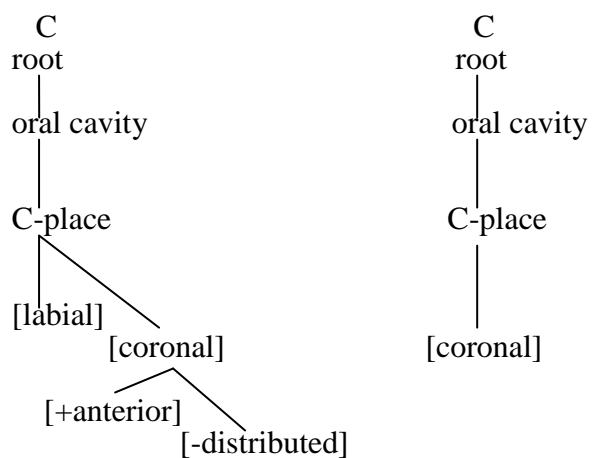 C C
root root
oral cavity oral cavity
C-place C-place
[labial]
[coronal] [coronal]
[+anterior]
[-distributed]